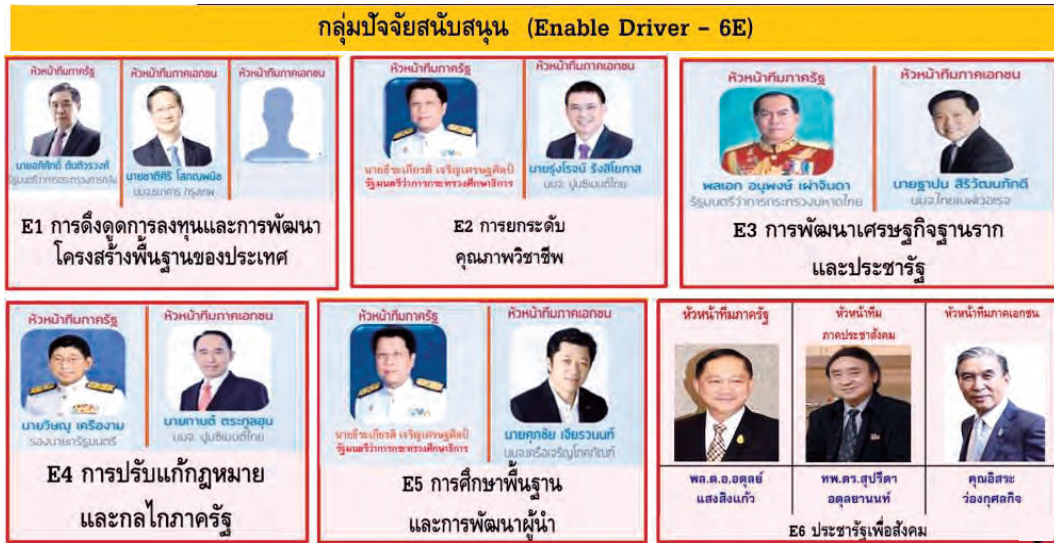 กลุ่มปัจจัยสนับสนุน (Enable Driver - 6E)
หัวหน้าทีมภาครัฐ
นายอภิศักดิ์ ตันติวรวงศ์
รัฐมนตรีว่าการกระทรวงการคลัง
หัวหน้าทีมภาคเอกชน
นายชาติศิริ โสภณพนิช
นมจ.ธนาคาร กรุงเทพ
หัวหน้าทีมภาคเอกชน
E1 การดึงดูดการลงทุนและการพัฒนา
โครงสร้างพื้นฐานของประเทศ
หัวหน้าทีมภาครัฐ
นายธีระเกียรติ เจริญเศรษฐศิลป์
รัฐมนตรีว่าการกระทรวงศึกษาธิการ
หัวหน้าทีมภาคเอกชน
นายรุ่งโรจน์ รังสิโยภาส
บมจ. ปูนซิเมนต์ไทย
E2 การยกระดับ
คุณภาพวิชาชีพ
หัวหน้าทีมภาครัฐ
พลเอก อนุพงษ์ เผ่าจินดา
รัฐมนตรีว่าการกระทรวงมหาดไทย
หัวหน้าทีมภาคเอกชน
นายฐาปน สิริวัฒนภักดี
บมจ.ไทยเบฟเวอเรจ
E3 การพัฒนาเศรษฐกิจฐานราก
และประชารัฐ
หัวหน้าทีมภาครัฐ
นายวิษณุ เครืองาม
รองนายกรัฐมนตรี
หัวหน้าทีมภาคเอกชน
นายกานต์ ตระกูลฮุน
บมจ. ปูนซิเมนต์ไทย
E4 การปรับแก้กฎหมาย
และกลไกภาครัฐ
หัวหน้าทีมภาครัฐ
นายธีระเกียรติ เจริญเศรษฐศิลป์
รัฐมนตรีว่าการกระทรวงศึกษาธิการ
หัวหน้าทีมภาคเอกชน
นายศุภชัย เจียรวนนท์
บมจ.เครือเจริญโภคภัณฑ์
E5 การศึกษาพื้นฐาน
และการพัฒนาผู้นำ
หัวหน้าทีมภาครัฐ
พล.ต.อ.อดุลย์
แสงสิงแก้ว
หัวหน้าทีม
ภาคประชาสังคม
ทพ.ดร.สุปรีดา
อดุลยานนท์
หัวหน้าทีมภาคเอกชน
คุณอิสระ
ว่องกุศลกิจ
E6 ประชารัฐเพื่อสังคม